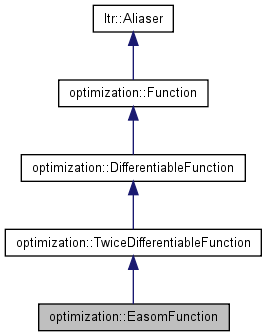 ltr::Aliaser
optimization::Function
optimization::DifferentiableFunction
optimization::TwiceDifferentiableFunction
optimization::EasomFunction